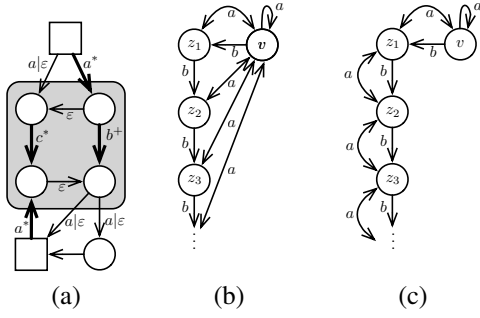 a|ε a*
ε
c* b⁺
ε
a* a|ε a|ε
(a)
a a
z₁ b v
b a
z₂ a
b a
z₃ a
b
⋮
(b)
a a
z₁ b v
a b
z₂
a b
z₃
a b
⋮
(c)